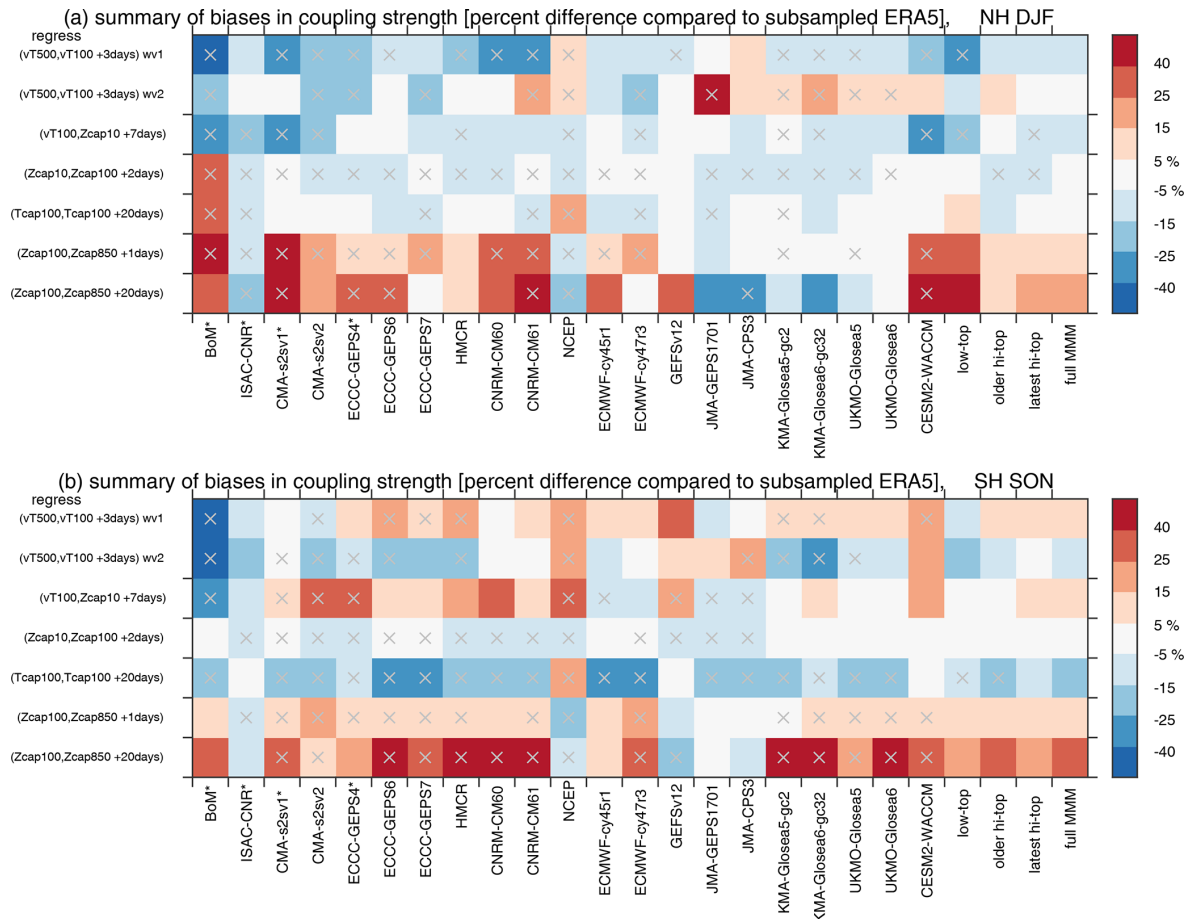 (a) summary of biases in coupling strength [percent difference compared to subsampled ERA5], NH DJF
regress
(vT500,vT100 +3days) wv1
(vT500,vT100 +3days) wv2
(vT100,Zcap10 +7days)
(Zcap10,Zcap100 +2days)
(Tcap100,Tcap100 +20days)
(Zcap100,Zcap850 +1days)
(Zcap100,Zcap850 +20days)
40
25
15
5 %
-5 %
-15
-25
-40
BoM*
ISAC-CNR*
CMA-s2sv1*
CMA-s2sv2
ECCC-GEPS4*
ECCC-GEPS6
ECCC-GEPS7
HMCR
CNRM-CM60
CNRM-CM61
NCEP
ECMWF-cy45r1
ECMWF-cy47r3
GEFSv12
JMA-GEPS1701
JMA-CPS3
KMA-Glosea5-gc2
KMA-Glosea6-gc32
UKMO-Glosea5
UKMO-Glosea6
CESM2-WACCM
low-top
older hi-top
latest hi-top
full MMM
(b) summary of biases in coupling strength [percent difference compared to subsampled ERA5], SH SON
regress
(vT500,vT100 +3days) wv1
(vT500,vT100 +3days) wv2
(vT100,Zcap10 +7days)
(Zcap10,Zcap100 +2days)
(Tcap100,Tcap100 +20days)
(Zcap100,Zcap850 +1days)
(Zcap100,Zcap850 +20days)
40
25
15
5 %
-5 %
-15
-25
-40
BoM*
ISAC-CNR*
CMA-s2sv1*
CMA-s2sv2
ECCC-GEPS4*
ECCC-GEPS6
ECCC-GEPS7
HMCR
CNRM-CM60
CNRM-CM61
NCEP
ECMWF-cy45r1
ECMWF-cy47r3
GEFSv12
JMA-GEPS1701
JMA-CPS3
KMA-Glosea5-gc2
KMA-Glosea6-gc32
UKMO-Glosea5
UKMO-Glosea6
CESM2-WACCM
low-top
older hi-top
latest hi-top
full MMM